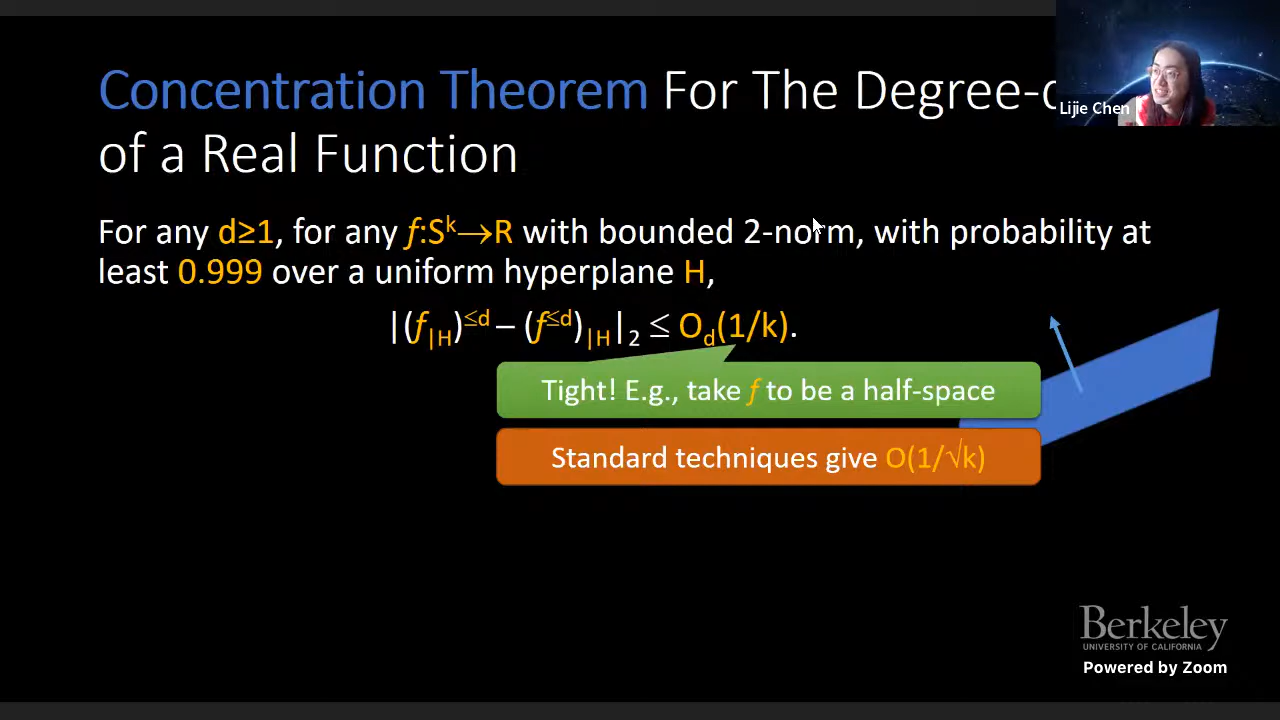 Concentration Theorem For The Degree-
of a Real Function
Lijie Chen
For any d≥1, for any f:Sᵏ→R with bounded 2-norm, with probability at
least 0.999 over a uniform hyperplane H,
|(f|H)≤d – (f≤d)|H|₂ ≤ Od(1/k).
Tight! E.g., take f to be a half-space
Standard techniques give O(1/√k)
Berkeley
UNIVERSITY OF CALIFORNIA
Powered by Zoom